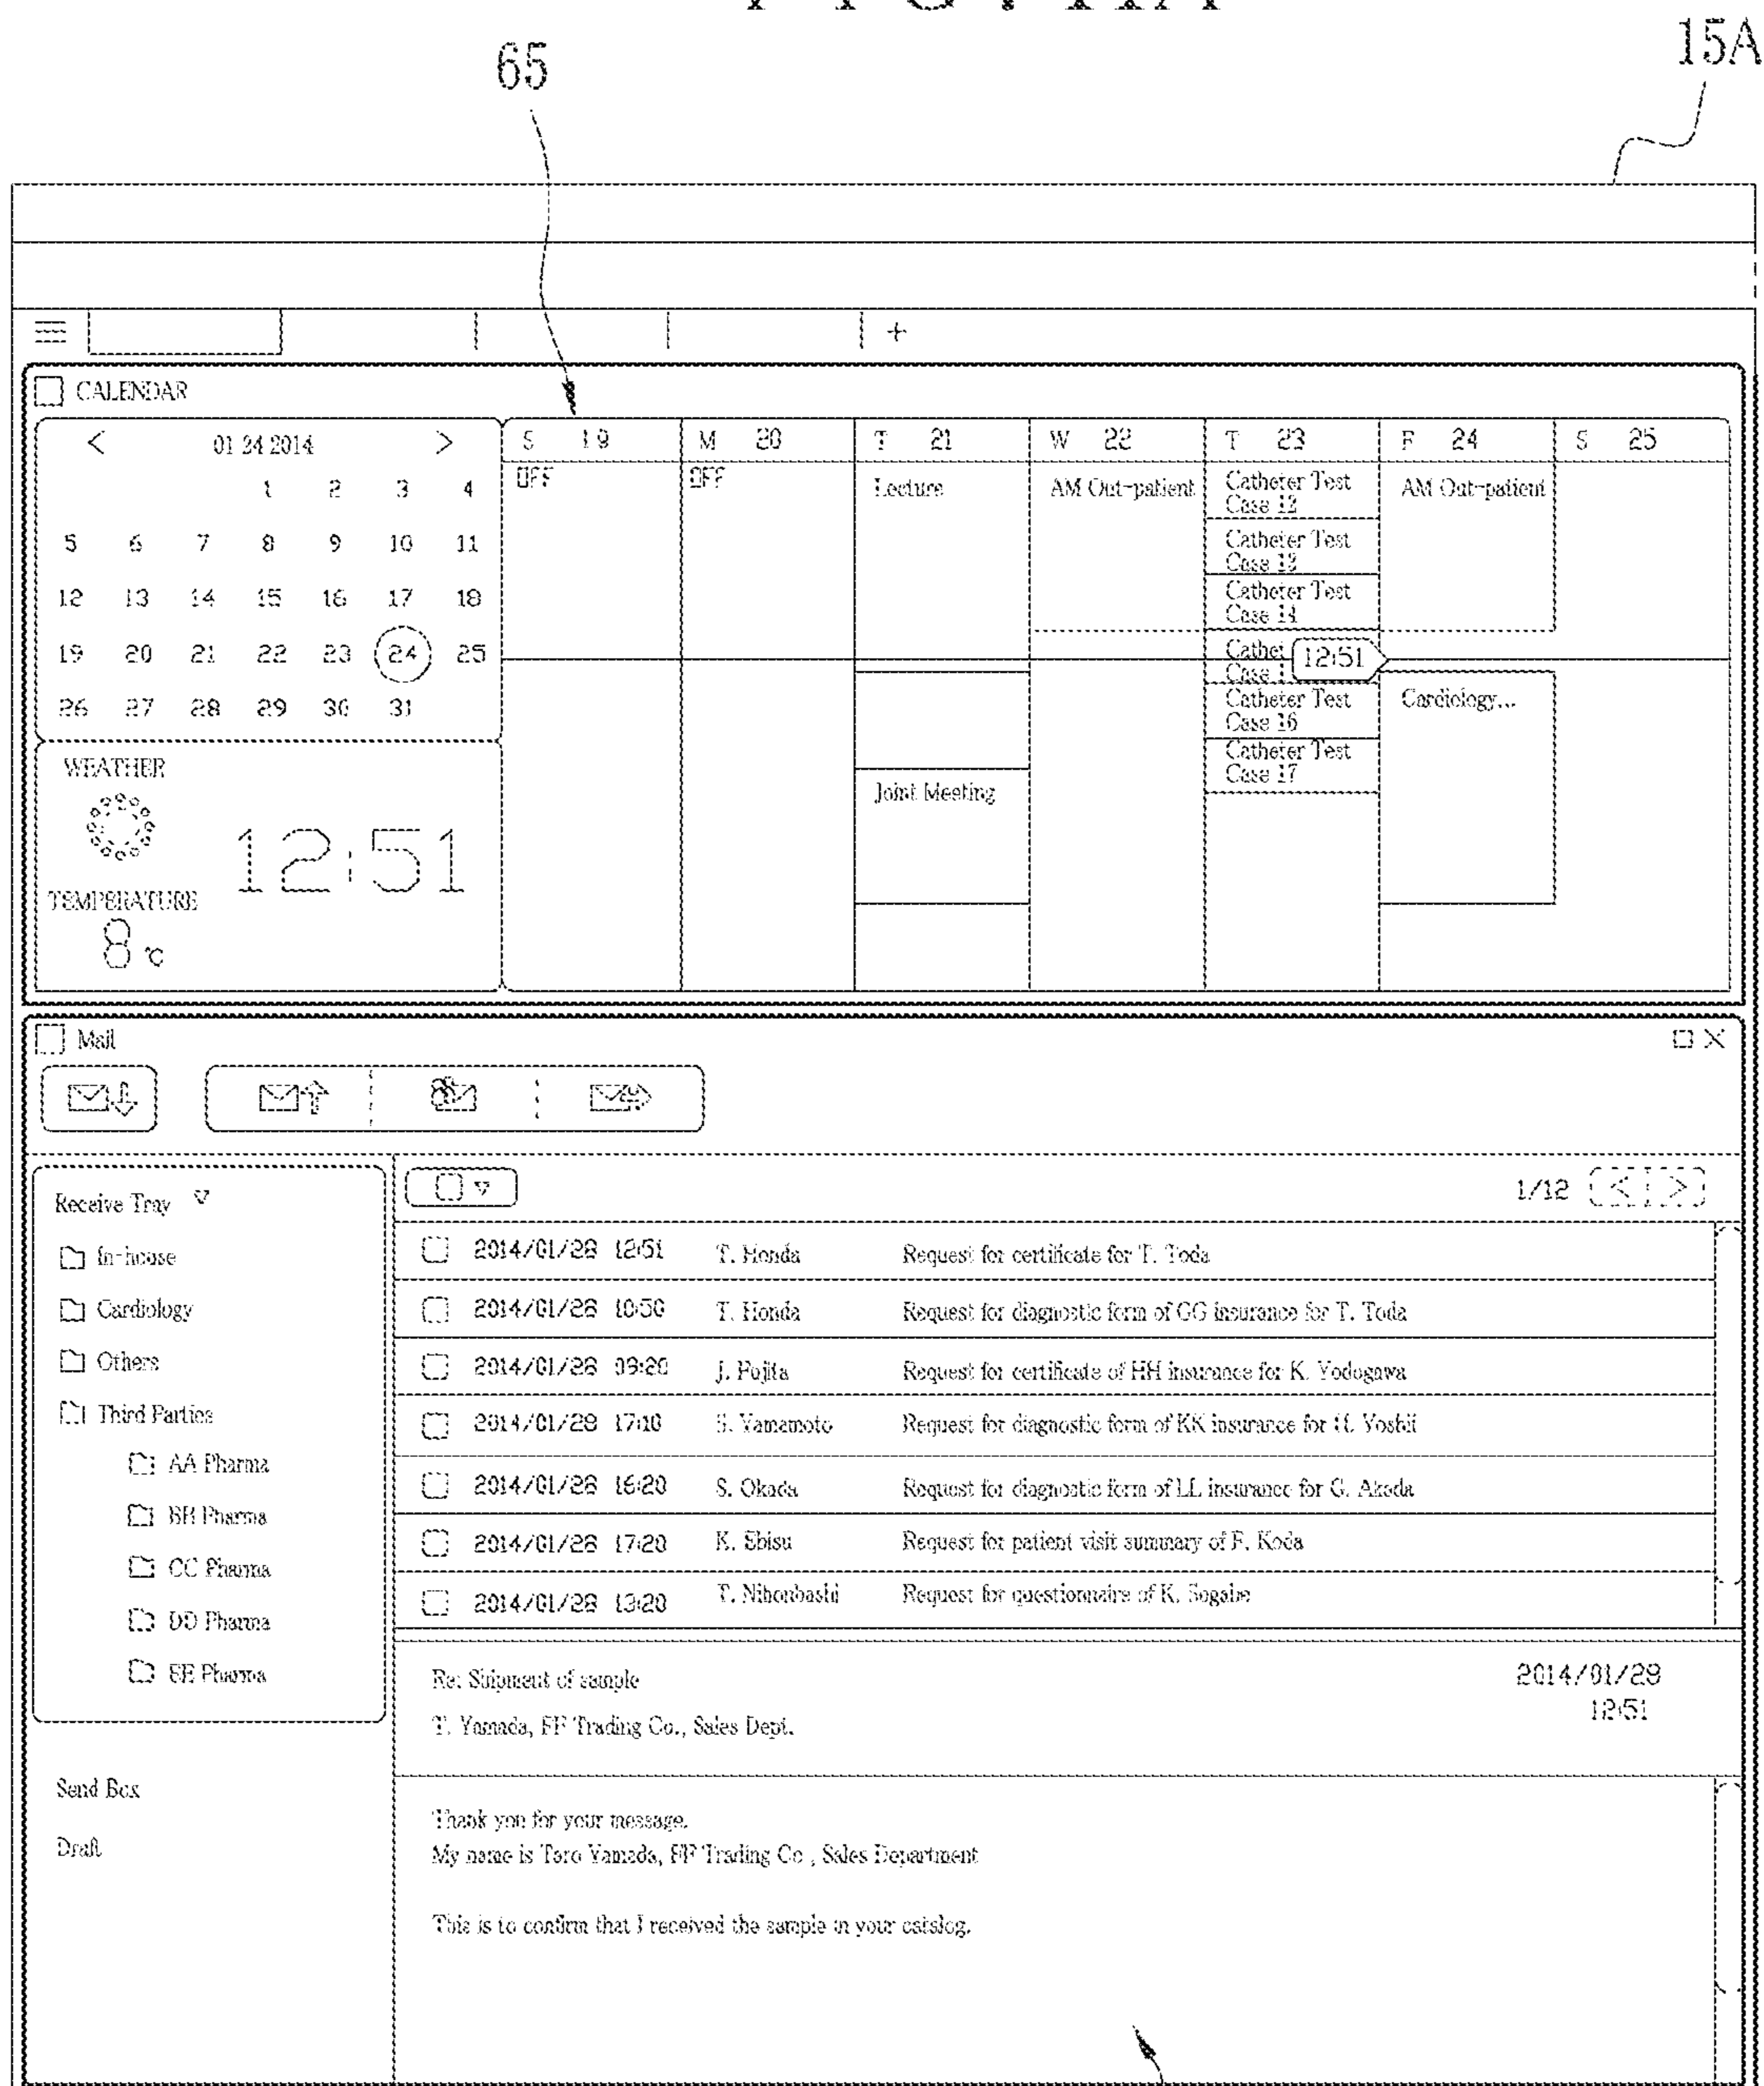 65
15A
+
CALENDAR
< 01 24 2014 >
1 2 3 4
5 6 7 8 9 10 11
12 13 14 15 16 17 18
19 20 21 22 23 24 25
26 27 28 29 30 31
WEATHER
12:51
TEMPERATURE
8 ℃
S 19 M 20 T 21 W 22 T 23 F 24 S 25
OFF
OFF
Lecture
Joint Meeting
AM Out-patient
Catheter Test
Case 12
Catheter Test
Case 13
Catheter Test
Case 14
12:51
Catheter Test
Case 16
Catheter Test
Case 17
AM Out-patient
Cardiology...
Mail
Receive Tray
In-house
Cardiology
Others
Third Parties
AA Pharma
BB Pharma
CC Pharma
DD Pharma
EE Pharma
Send Box
Draft
1/12 < >
2014/01/28 12:51 T. Honda Request for certificate for T. Toda
2014/01/28 10:50 T. Honda Request for diagnostic form of GG insurance for T. Toda
2014/01/28 09:20 J. Fujita Request for certificate of HH insurance for K. Yodogawa
2014/01/28 17:10 S. Yamamoto Request for diagnostic form of KK insurance for H. Yoshii
2014/01/28 16:20 S. Okada Request for diagnostic form of LL insurance for G. Akoda
2014/01/28 17:20 K. Ebisu Request for patient visit summary of F. Koda
2014/01/28 13:20 T. Nihonbashi Request for questionnaire of K. Sogabe
Re: Shipment of sample
2014/01/28
12:51
T. Yamada, FF Trading Co., Sales Dept.
Thank you for your message.
My name is Taro Yamada, FF Trading Co., Sales Department
This is to confirm that I received the sample in your catalog.